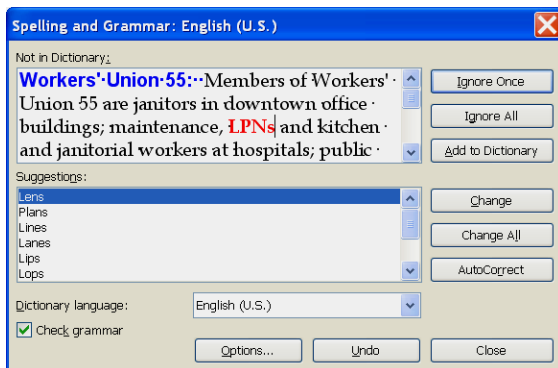 Spelling and Grammar: English (U.S.)
Not in Dictionary:
Workers'·Union·55:··Members of Workers'·
Union 55 are janitors in downtown office·
buildings; maintenance, LPNs and kitchen·
and janitorial workers at hospitals; public·
Ignore Once
Ignore All
Add to Dictionary
Suggestions:
Lens
Plans
Lines
Lanes
Lips
Lops
Change
Change All
AutoCorrect
Dictionary language:
English (U.S.)
Check grammar
Options...
Undo
Close